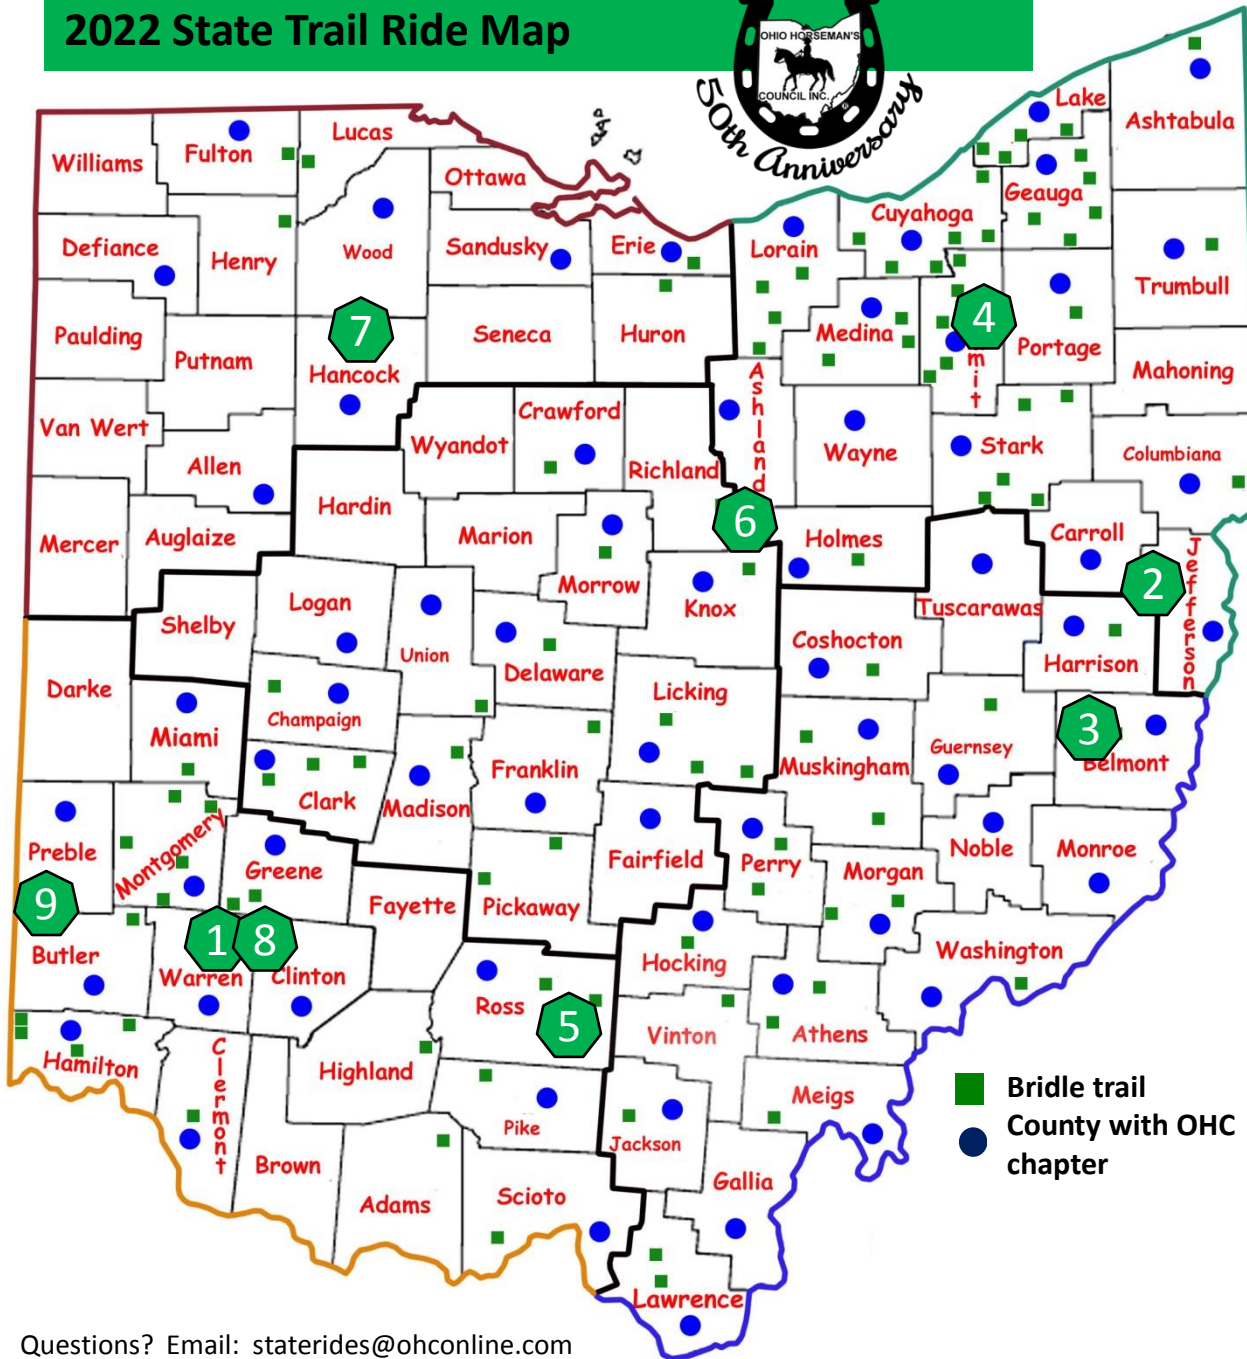 2022 State Trail Ride Map
OHIO HORSEMAN'S
COUNCIL INC.
50th Anniversary
Lake
Ashtabula
Lucas
Williams
Fulton
Ottawa
Geauga
Cuyahoga
Defiance
Henry
Wood
Sandusky
Erie
Lorain
Trumbull
Paulding
Putnam
7
Hancock
Seneca
Huron
Medina
4
mit
Portage
Mahoning
Van Wert
Allen
Wyandot
Crawford
Richland
Ashland
Wayne
Stark
Columbiana
Mercer
Auglaize
Hardin
Marion
Morrow
6
Holmes
Carroll
2
Jefferson
Shelby
Logan
Union
Delaware
Knox
Coshocton
Tuscarawas
Harrison
Darke
Miami
Champaign
Licking
Franklin
Muskingham
Guernsey
3
Belmont
Clark
Madison
Preble
Montgomery
Greene
Fairfield
Perry
Morgan
Noble
Monroe
9
Fayette
Pickaway
Butler
1
8
Warren
Clinton
Hocking
Washington
Ross
5
Vinton
Athens
Hamilton
Clermont
Highland
Pike
Jackson
Meigs
Brown
Adams
Scioto
Gallia
Lawrence
Bridle trail
County with OHC
chapter
Questions? Email: staterides@ohconline.com